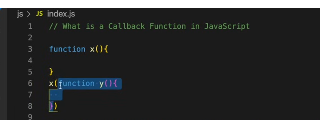 js > JS index.js
1 // What is a Callback Function in JavaScript
2
3 function x(){
4
5 }
6 x(function y(){
7
8 })
9